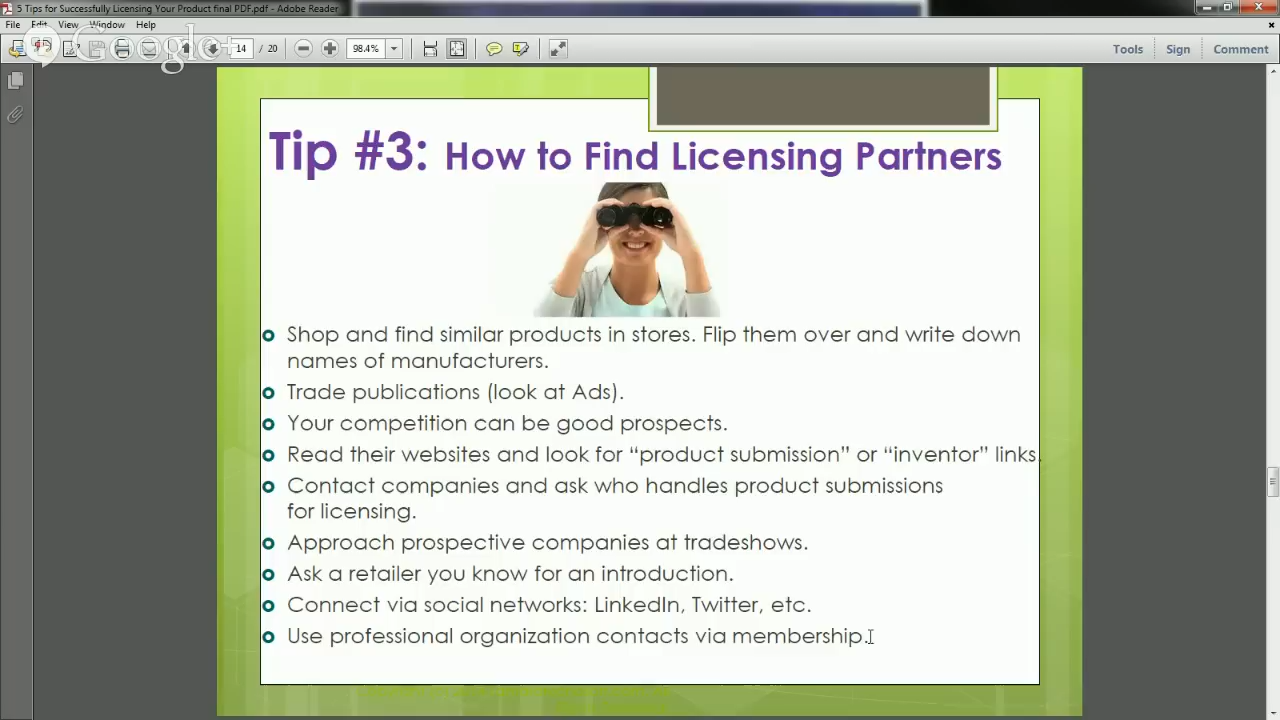 5 Tips for Successfully Licensing Your Product final PDF.pdf - Adobe Reader
File Edit View Window Help
Google+
14 / 20 98.4% Tools Sign Comment
Tip #3: How to Find Licensing Partners
Shop and find similar products in stores. Flip them over and write down
names of manufacturers.
Trade publications (look at Ads).
Your competition can be good prospects.
Read their websites and look for “product submission” or “inventor” links.
Contact companies and ask who handles product submissions
for licensing.
Approach prospective companies at tradeshows.
Ask a retailer you know for an introduction.
Connect via social networks: LinkedIn, Twitter, etc.
Use professional organization contacts via membership.